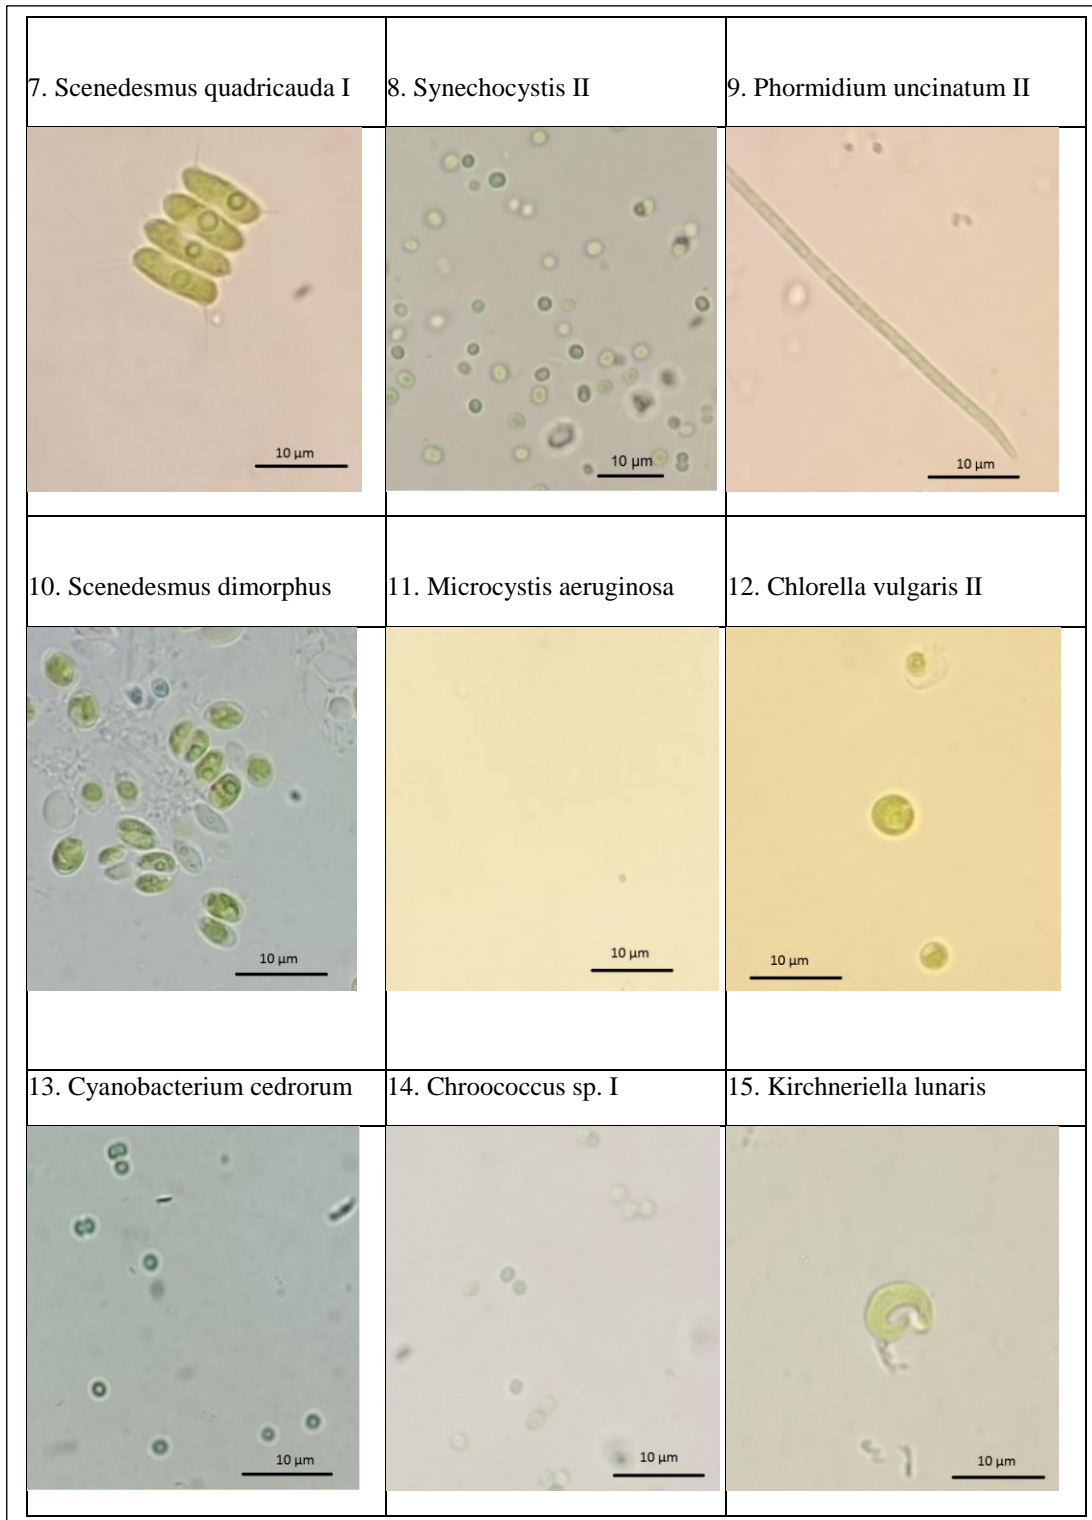 7. Scenedesmus quadricauda I
8. Synechocystis II
9. Phormidium uncinatum II
10 µm
10 µm
10 µm
10. Scenedesmus dimorphus
11. Microcystis aeruginosa
12. Chlorella vulgaris II
10 µm
10 µm
10 µm
13. Cyanobacterium cedrorum
14. Chroococcus sp. I
15. Kirchneriella lunaris
10 µm
10 µm
10 µm